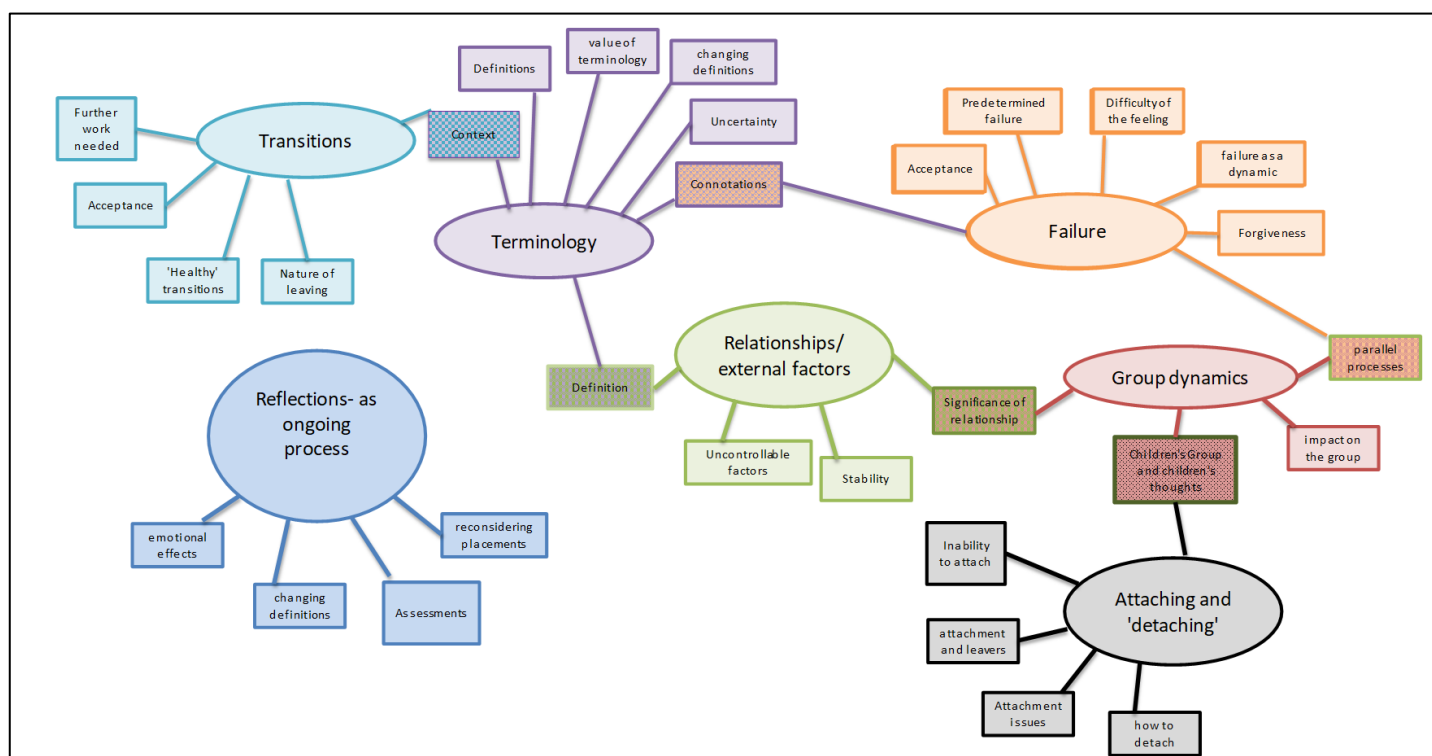 Further
work
needed
Transitions
Acceptance
'Healthy'
transitions
Nature of
leaving
Context
Definitions
value of
terminology
changing
definitions
Uncertainty
Connotations
Terminology
Predetermined
failure
Difficulty of
the feeling
Acceptance
failure as a
dynamic
Forgiveness
Failure
parallel
processes
Definition
Relationships/
external factors
Uncontrollable
factors
Stability
Significance of
relationship
Group dynamics
impact on
the group
Children's Group
and children's
thoughts
Reflections- as
ongoing
process
emotional
effects
changing
definitions
Assessments
reconsidering
placements
Inability
to attach
attachment
and leavers
Attachment
issues
how to
detach
Attaching and
'detaching'